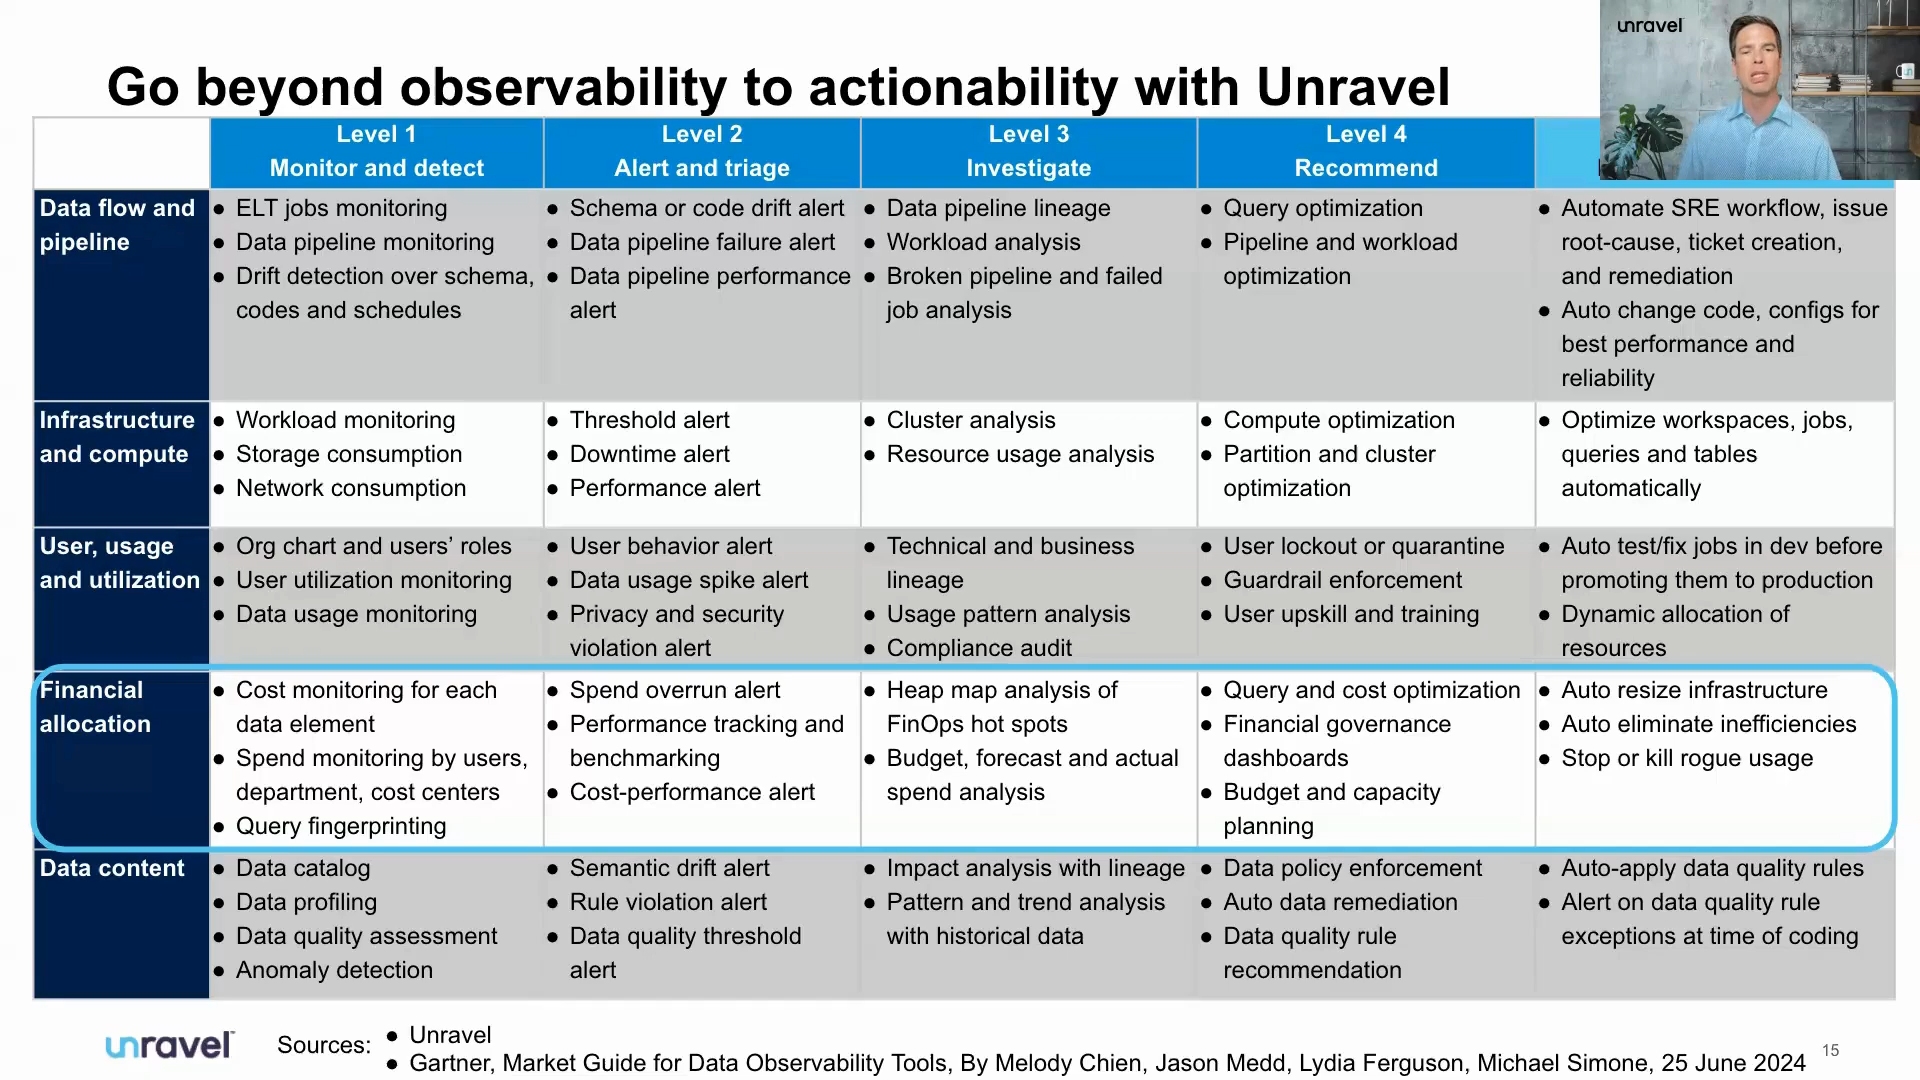 unravel
Go beyond observability to actionability with Unravel
Level 1
Monitor and detect
Level 2
Alert and triage
Level 3
Investigate
Level 4
Recommend
Data flow and
pipeline
● ELT jobs monitoring
● Data pipeline monitoring
● Drift detection over schema,
codes and schedules
● Schema or code drift alert
● Data pipeline failure alert
● Data pipeline performance
alert
● Data pipeline lineage
● Workload analysis
● Broken pipeline and failed
job analysis
● Query optimization
● Pipeline and workload
optimization
● Automate SRE workflow, issue
root-cause, ticket creation,
and remediation
● Auto change code, configs for
best performance and
reliability
Infrastructure
and compute
● Workload monitoring
● Storage consumption
● Network consumption
● Threshold alert
● Downtime alert
● Performance alert
● Cluster analysis
● Resource usage analysis
● Compute optimization
● Partition and cluster
optimization
● Optimize workspaces, jobs,
queries and tables
automatically
User, usage
and utilization
● Org chart and users’ roles
● User utilization monitoring
● Data usage monitoring
● User behavior alert
● Data usage spike alert
● Privacy and security
violation alert
● Technical and business
lineage
● Usage pattern analysis
● Compliance audit
● User lockout or quarantine
● Guardrail enforcement
● User upskill and training
● Auto test/fix jobs in dev before
promoting them to production
● Dynamic allocation of
resources
Financial
allocation
● Cost monitoring for each
data element
● Spend monitoring by users,
department, cost centers
● Query fingerprinting
● Spend overrun alert
● Performance tracking and
benchmarking
● Cost-performance alert
● Heap map analysis of
FinOps hot spots
● Budget, forecast and actual
spend analysis
● Query and cost optimization
● Financial governance
dashboards
● Budget and capacity
planning
● Auto resize infrastructure
● Auto eliminate inefficiencies
● Stop or kill rogue usage
Data content
● Data catalog
● Data profiling
● Data quality assessment
● Anomaly detection
● Semantic drift alert
● Rule violation alert
● Data quality threshold
alert
● Impact analysis with lineage
● Pattern and trend analysis
with historical data
● Data policy enforcement
● Auto data remediation
● Data quality rule
recommendation
● Auto-apply data quality rules
● Alert on data quality rule
exceptions at time of coding
unravel™
Sources:
● Unravel
● Gartner, Market Guide for Data Observability Tools, By Melody Chien, Jason Medd, Lydia Ferguson, Michael Simone, 25 June 2024
15